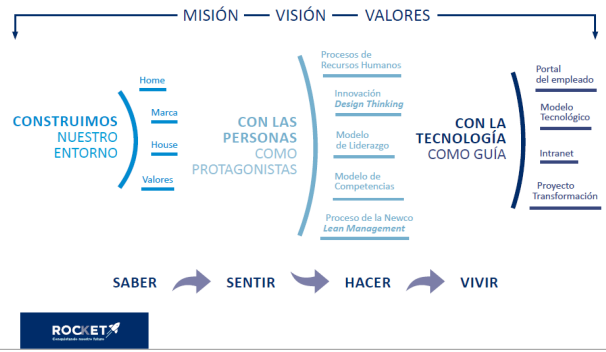 MISIÓN — VISIÓN — VALORES
CONSTRUIMOS
NUESTRO
ENTORNO
Home
Marca
House
Valores
CON LAS
PERSONAS
COMO
PROTAGONISTAS
Procesos de
Recursos Humanos
Innovación
Design Thinking
Modelo
de Liderazgo
Modelo de
Competencias
Proceso de la Newco
Lean Management
CON LA
TECNOLOGÍA
COMO GUÍA
Portal
del empleado
Modelo
Tecnológico
Intranet
Proyecto
Transformación
SABER
SENTIR
HACER
VIVIR
ROCKET